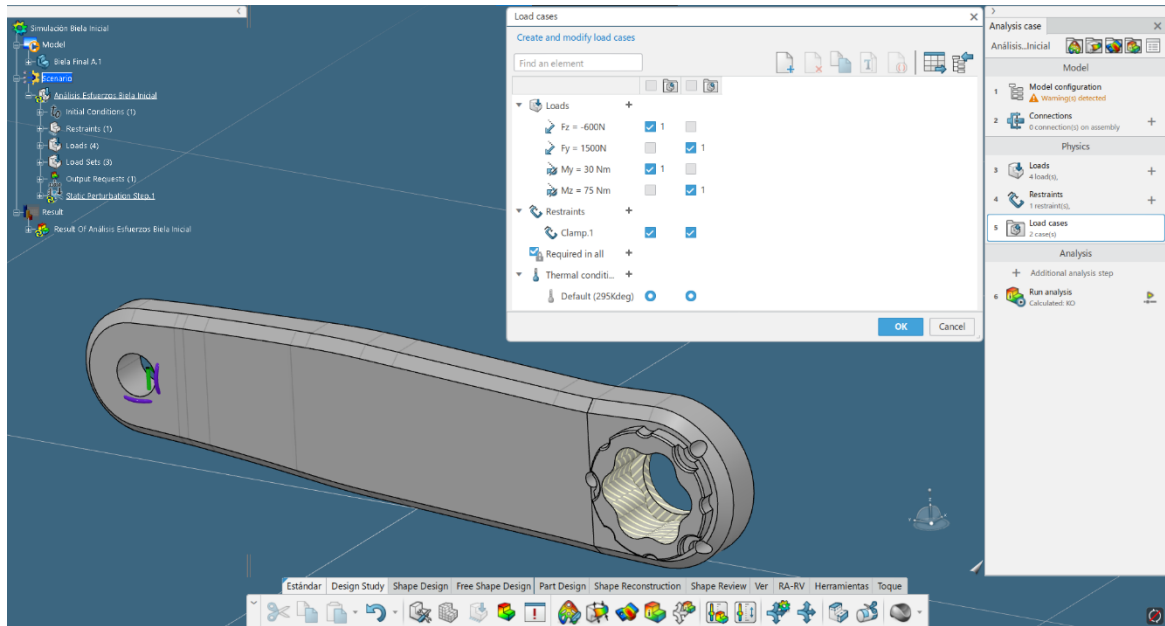 Simulación Biela Inicial
Model
Biela Final A.1
Scenario
Análisis Esfuerzos Biela Inicial
Initial Conditions (1)
Restraints (1)
Loads (4)
Load Sets (3)
Output Requests (1)
Static Perturbation Step.1
Result
Result Of Análisis Esfuerzos Biela Inicial
Load cases
Create and modify load cases
Find an element
Loads +
Fz = -600N 1
Fy = 1500N 1
My = 30 Nm 1
Mz = 75 Nm 1
Restraints +
Clamp.1
Required in all +
Thermal conditi... +
Default (295Kdeg)
OK Cancel
Analysis case
Análisis...Inicial
Model
1 Model configuration
Warning(s) detected
2 Connections +
0 connection(s) on assembly
Physics
3 Loads +
4 load(s),
4 Restraints +
1 restraint(s),
5 Load cases
2 case(s)
Analysis
+ Additional analysis step
6 Run analysis
Calculated: KO
Estándar Design Study Shape Design Free Shape Design Part Design Shape Reconstruction Shape Review Ver RA-RV Herramientas Toque